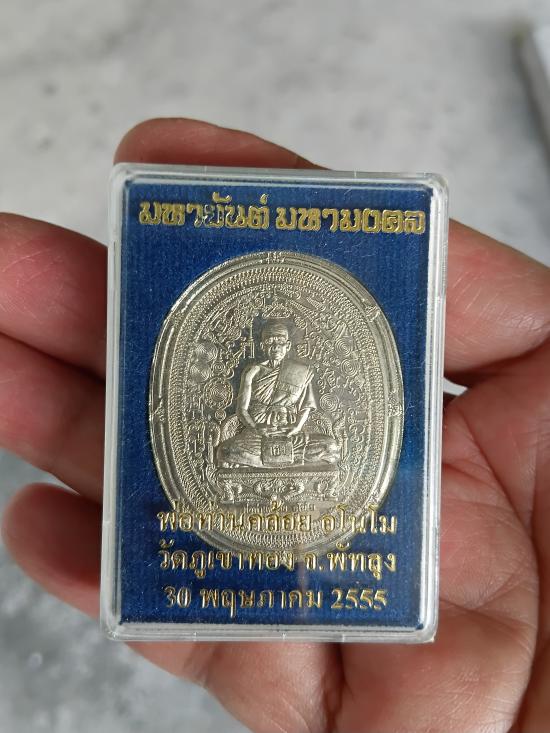 มหายันต์ มหามงคล
พ่อท่านคล้อย อโนโม
วัดภูเขาทอง จ.พัทลุง
30 พฤษภาคม 2555